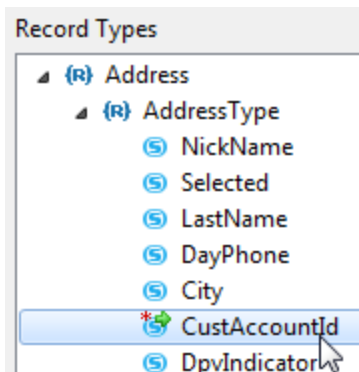 Record Types
{R} Address
{R} AddressType
S NickName
S Selected
S LastName
S DayPhone
S City
*S CustAccountId
S DpvIndicator